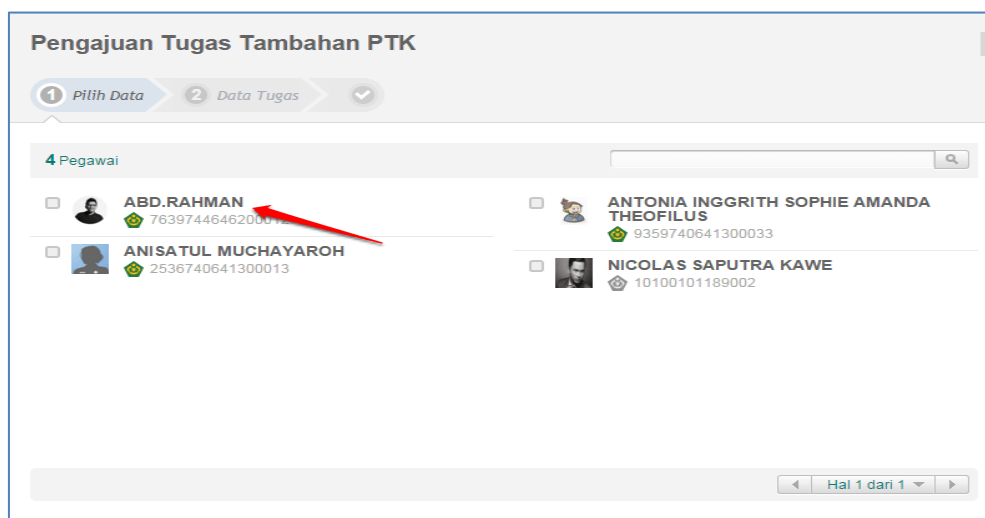 Pengajuan Tugas Tambahan PTK
1 Pilih Data 2 Data Tugas
4 Pegawai
ABD.RAHMAN
ANISATUL MUCHAYAROH
2536740641300013
ANTONIA INGGRITH SOPHIE AMANDA
THEOFILUS
9359740641300033
NICOLAS SAPUTRA KAWE
10100101189002
Hal 1 dari 1